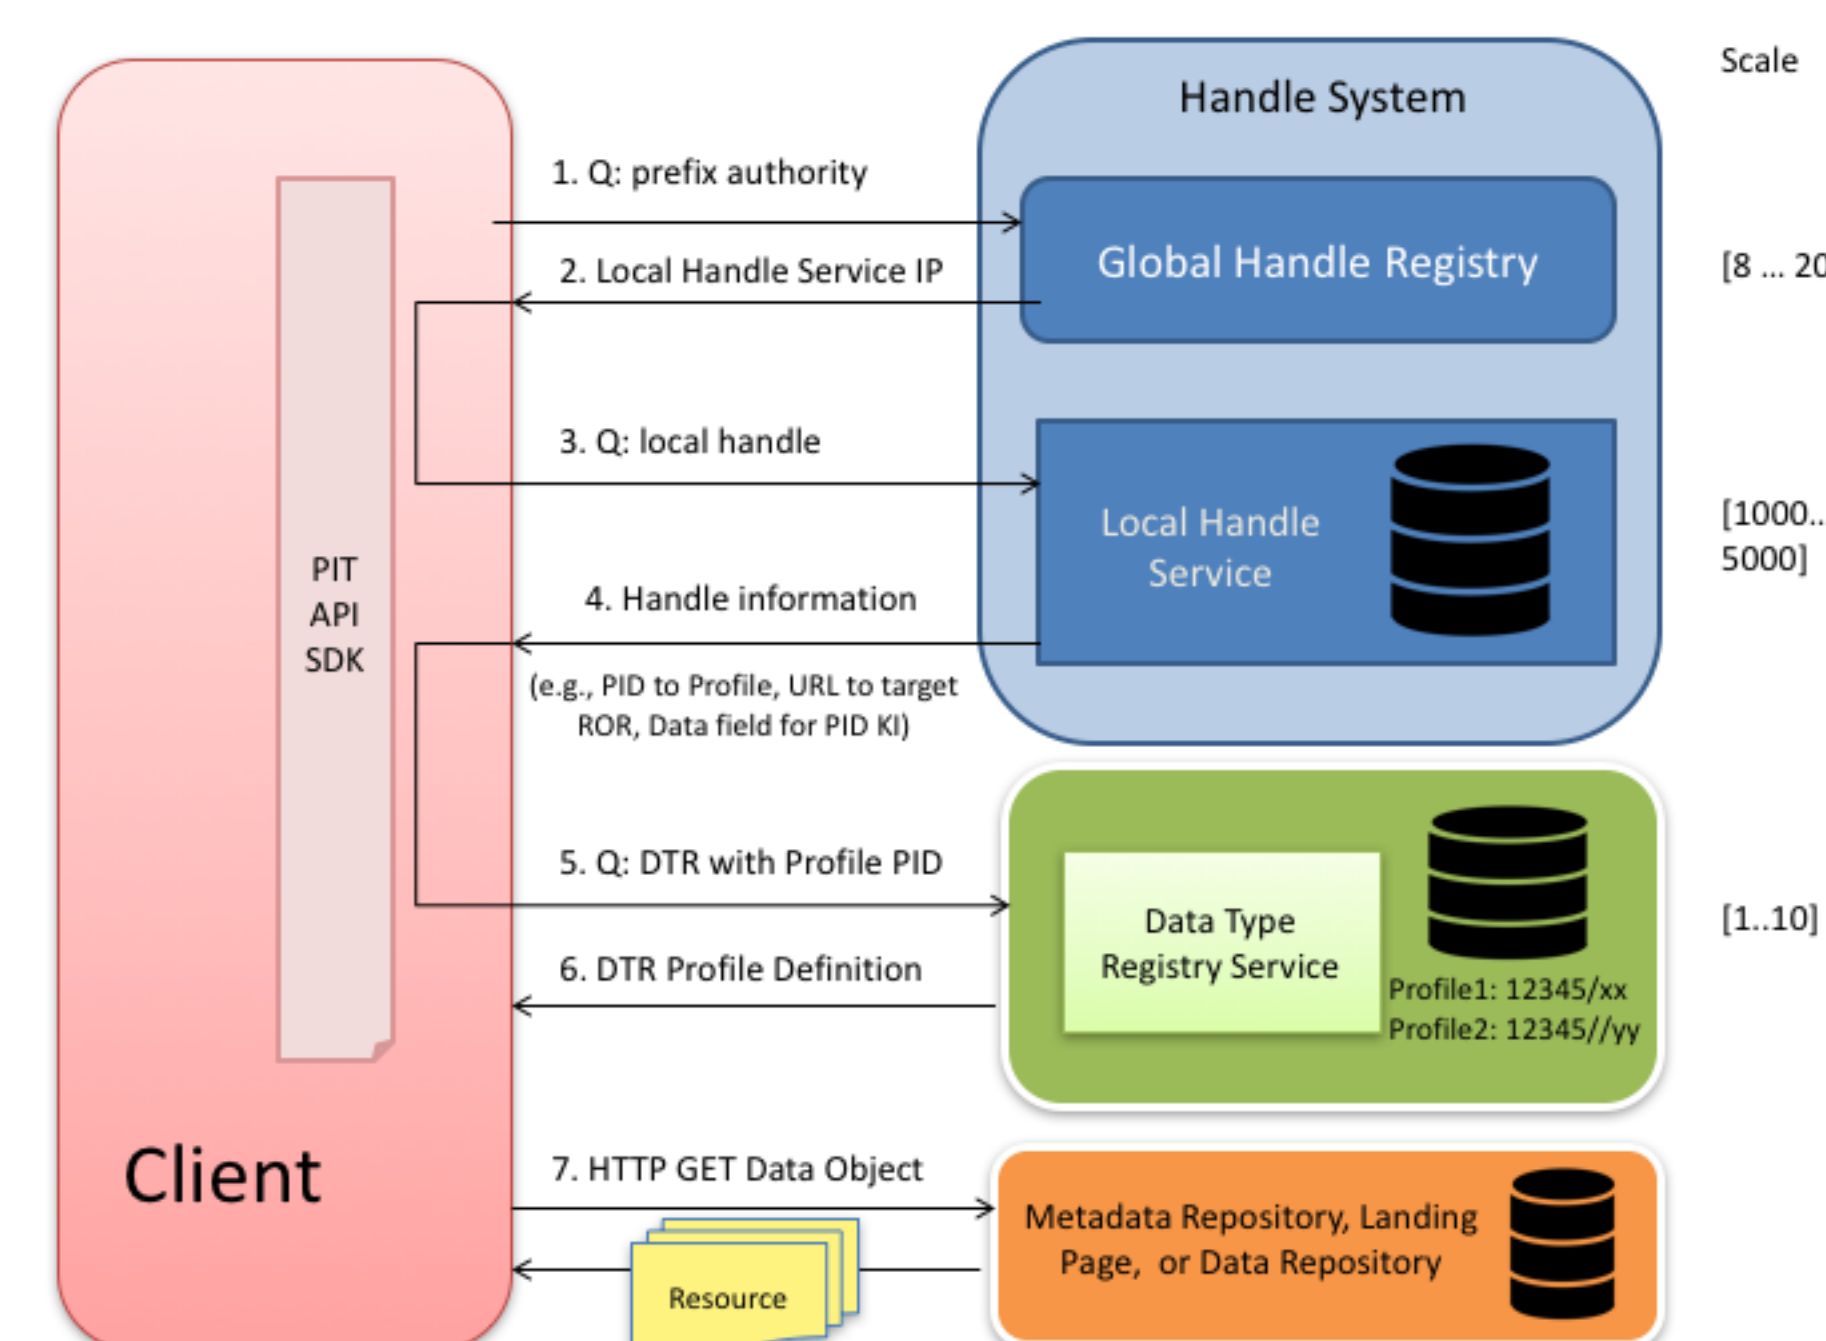 Scale
Handle System
1. Q: prefix authority
Global Handle Registry
[8 ... 20
2. Local Handle Service IP
3. Q: local handle
Local Handle
Service
[1000..
5000]
PIT
API
SDK
4. Handle information
(e.g., PID to Profile, URL to target
ROR, Data field for PID KI)
5. Q: DTR with Profile PID
Data Type
Registry Service
[1..10]
6. DTR Profile Definition
Profile1: 12345/xx
Profile2: 12345//yy
Client
7. HTTP GET Data Object
Metadata Repository, Landing
Page, or Data Repository
Resource